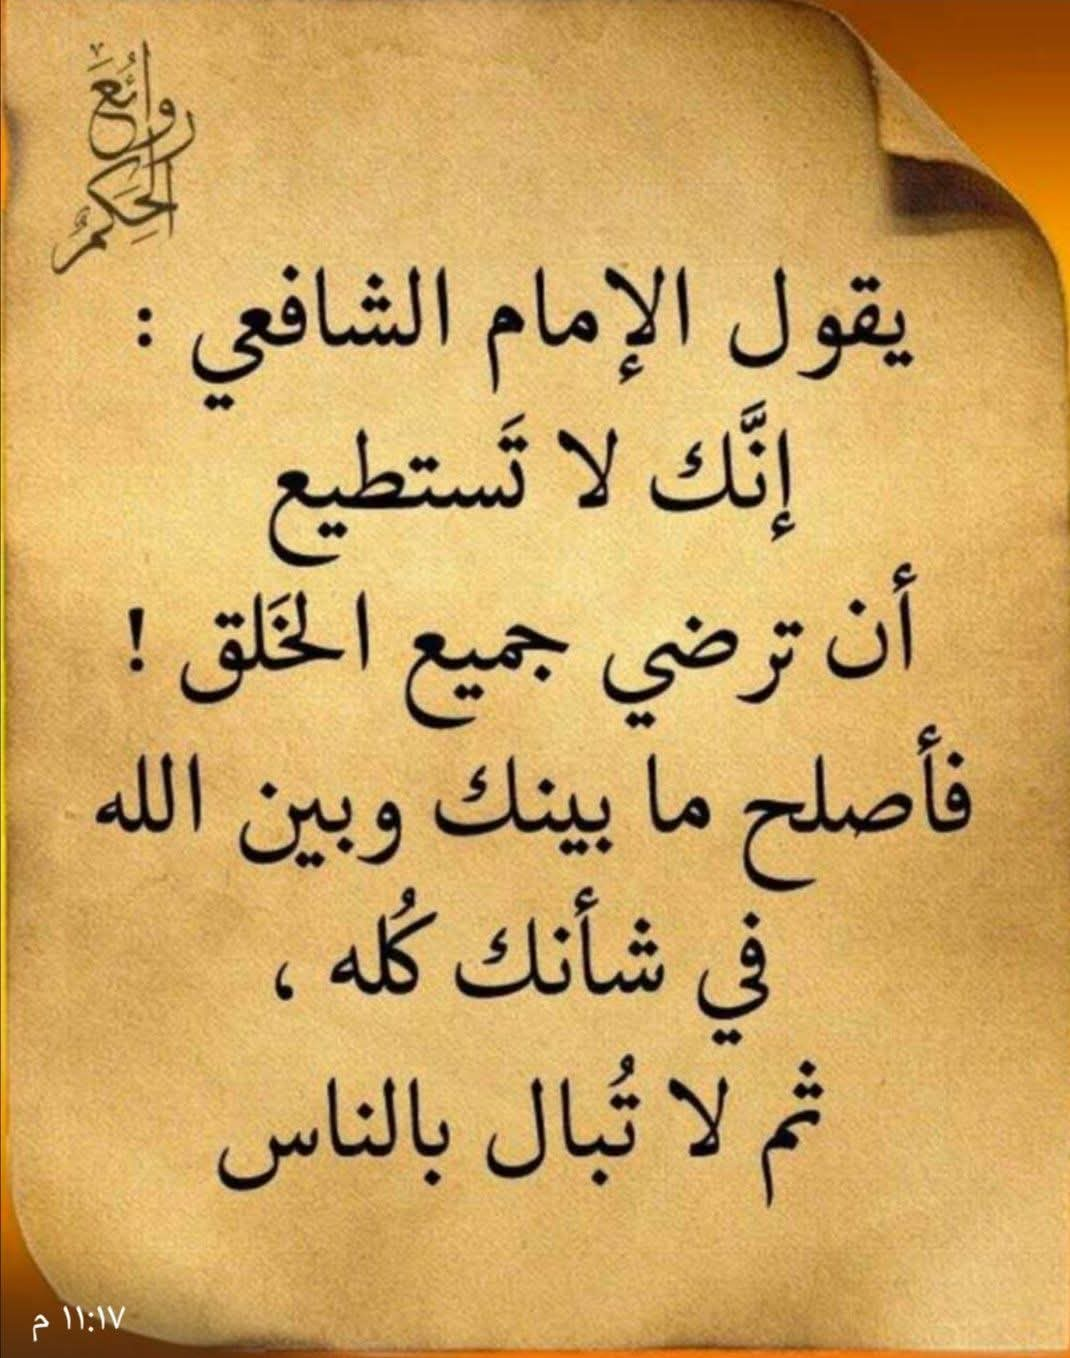 روائع
الحكم
يقول الإمام الشافعي :
إنَّك لا تَستطيع
أن ترضي جميع الخَلق !
فأصلح ما بينك وبين الله
في شأنك كُله ،
ثم لا تُبال بالناس
١١:١٧ م